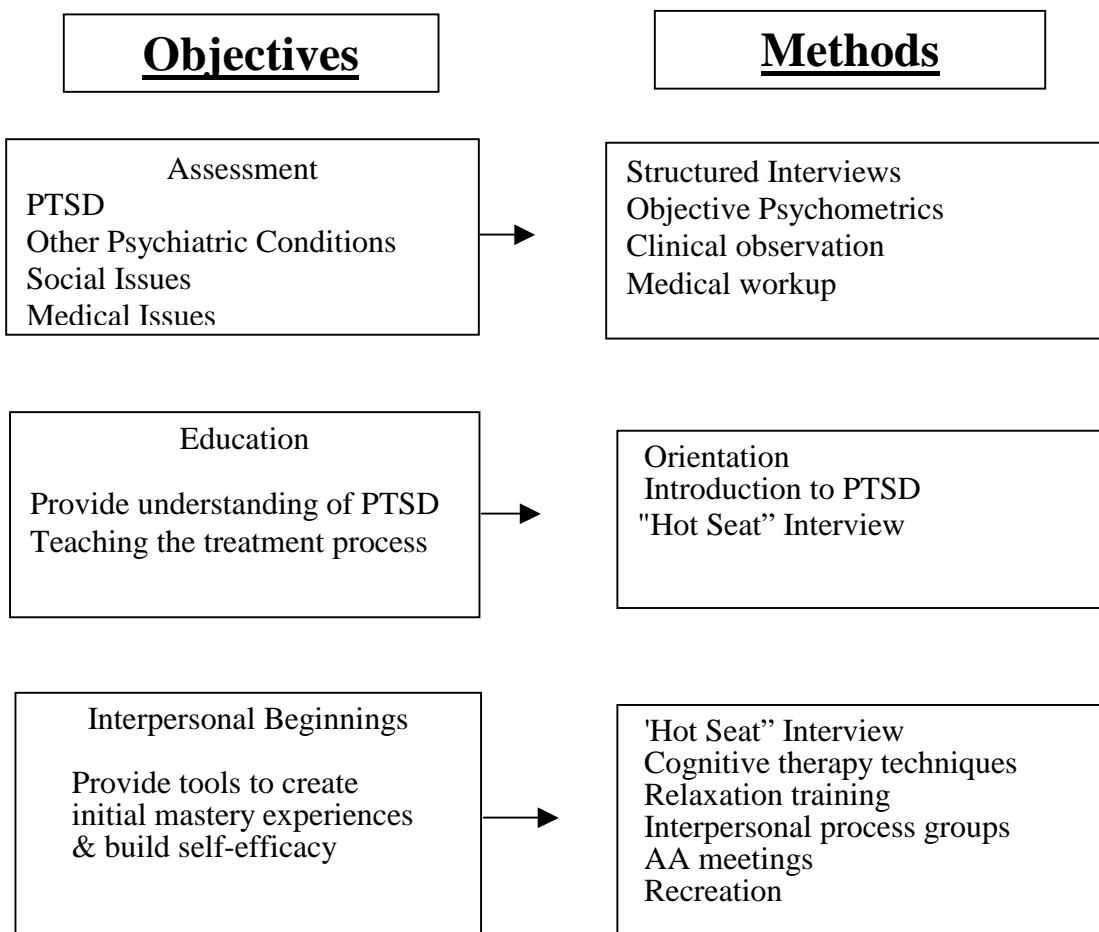 Objectives
Methods
Assessment
PTSD
Other Psychiatric Conditions
Social Issues
Medical Issues
Structured Interviews
Objective Psychometrics
Clinical observation
Medical workup
Education
Provide understanding of PTSD
Teaching the treatment process
Orientation
Introduction to PTSD
"Hot Seat” Interview
Interpersonal Beginnings
Provide tools to create
initial mastery experiences
& build self-efficacy
'Hot Seat” Interview
Cognitive therapy techniques
Relaxation training
Interpersonal process groups
AA meetings
Recreation